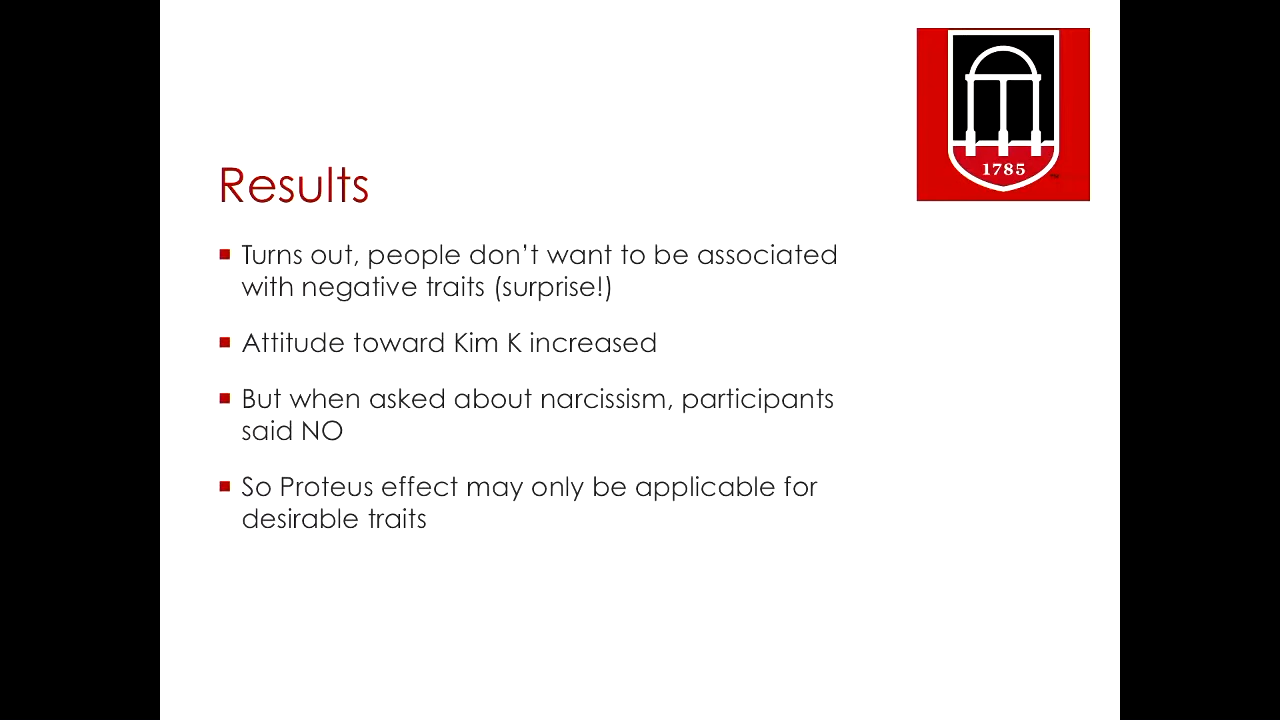 1785
Results
Turns out, people don't want to be associated
with negative traits (surprise!)
Attitude toward Kim K increased
But when asked about narcissism, participants
said NO
So Proteus effect may only be applicable for
desirable traits